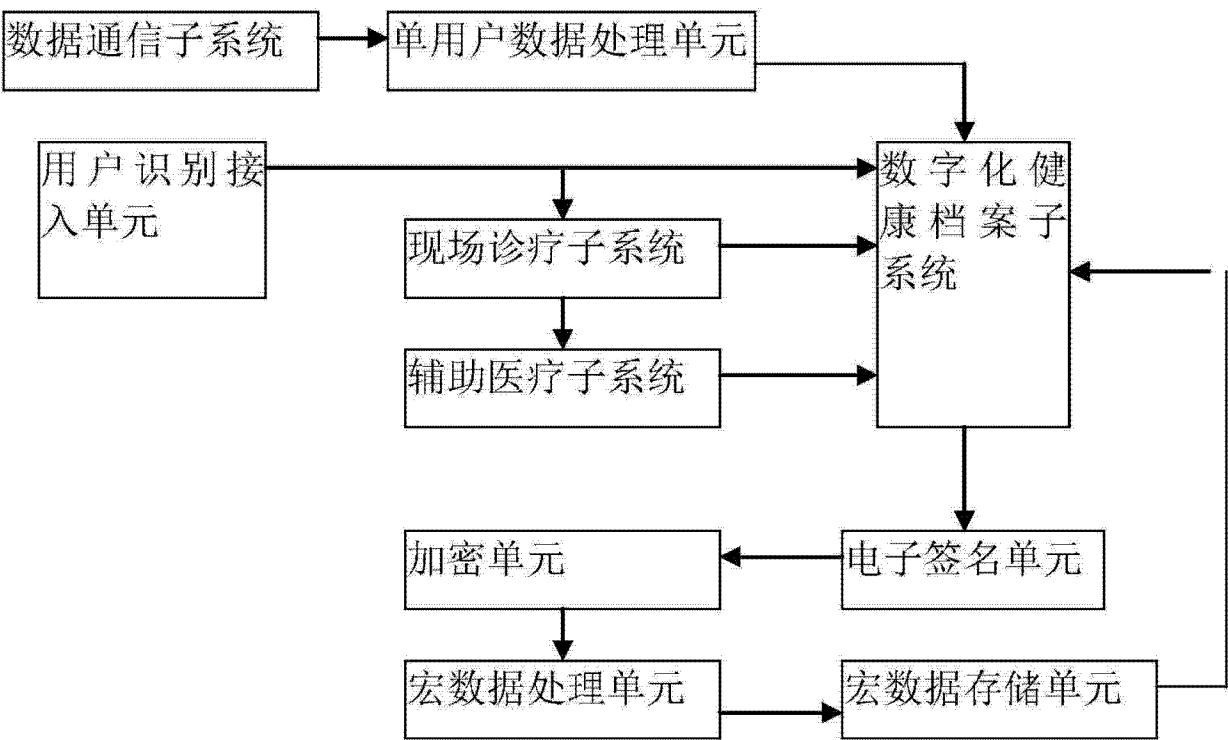 数据通信子系统
单用户数据处理单元
用户识别接
入单元
数字化健
康档案子
系统
现场诊疗子系统
辅助医疗子系统
加密单元
电子签名单元
宏数据处理单元
宏数据存储单元